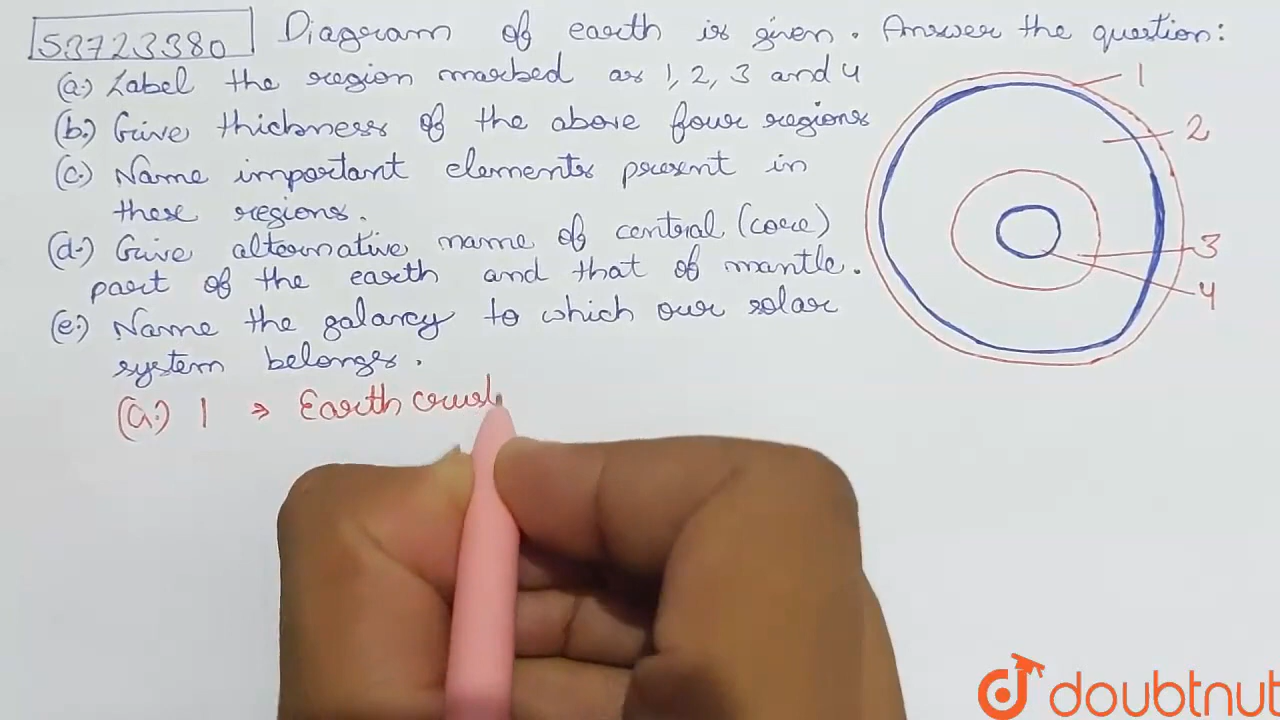 53723380 Diagram of earth is given. Answer the question:
(a.) Label the region marked as 1, 2, 3 and 4
(b.) Give thickness of the above four regions
(c.) Name important elements present in
these regions.
(d.) Give alternative name of central (core)
part of the earth and that of mantle.
(e.) Name the galaxy to which our solar
system belongs.
(a.) 1 → Earth crust
1
2
3
4
doubtnut